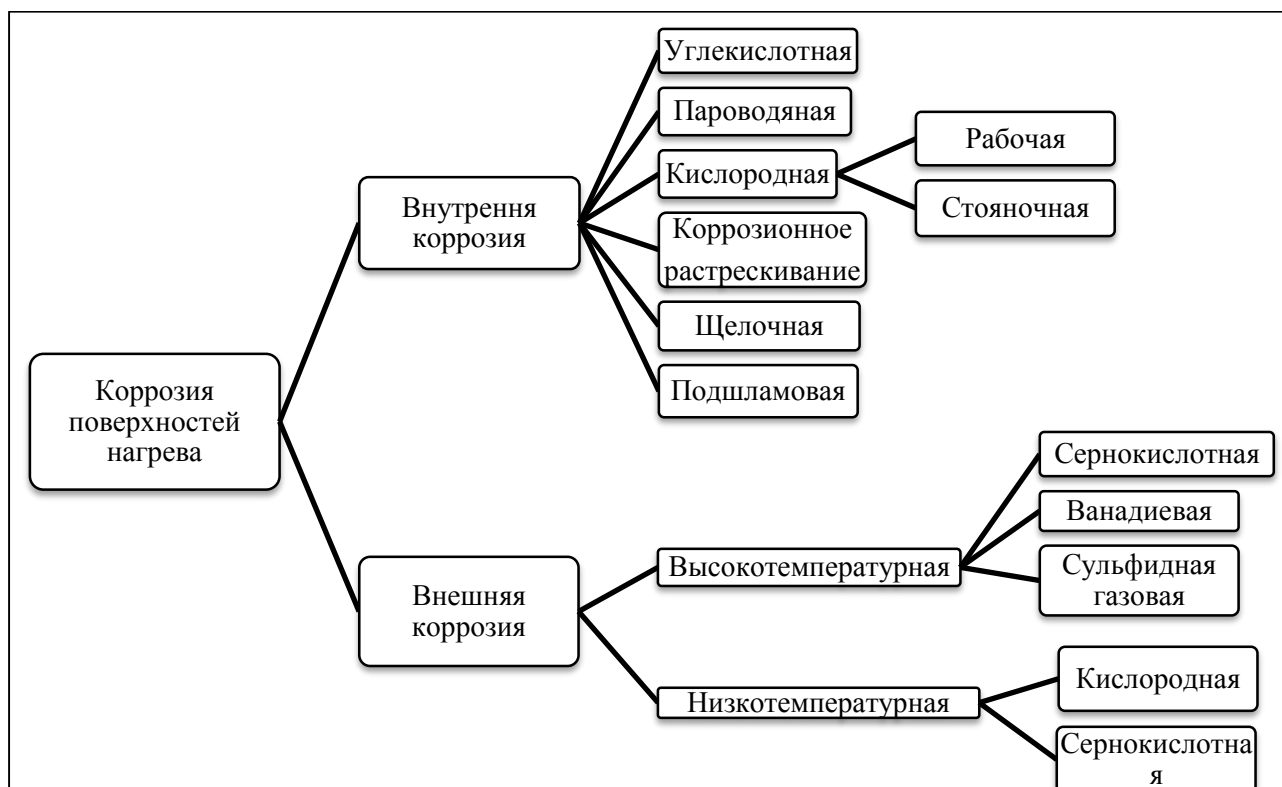 Углекислотная
Пароводяная
Кислородная
Рабочая
Стояночная
Внутрення
коррозия
Коррозионное
растрескивание
Щелочная
Подшламовая
Коррозия
поверхностей
нагрева
Внешняя
коррозия
Высокотемпературная
Сернокислотная
Ванадиевая
Сульфидная
газовая
Низкотемпературная
Кислородная
Сернокислотна
я